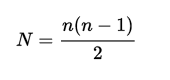 N = n(n − 1) / 2